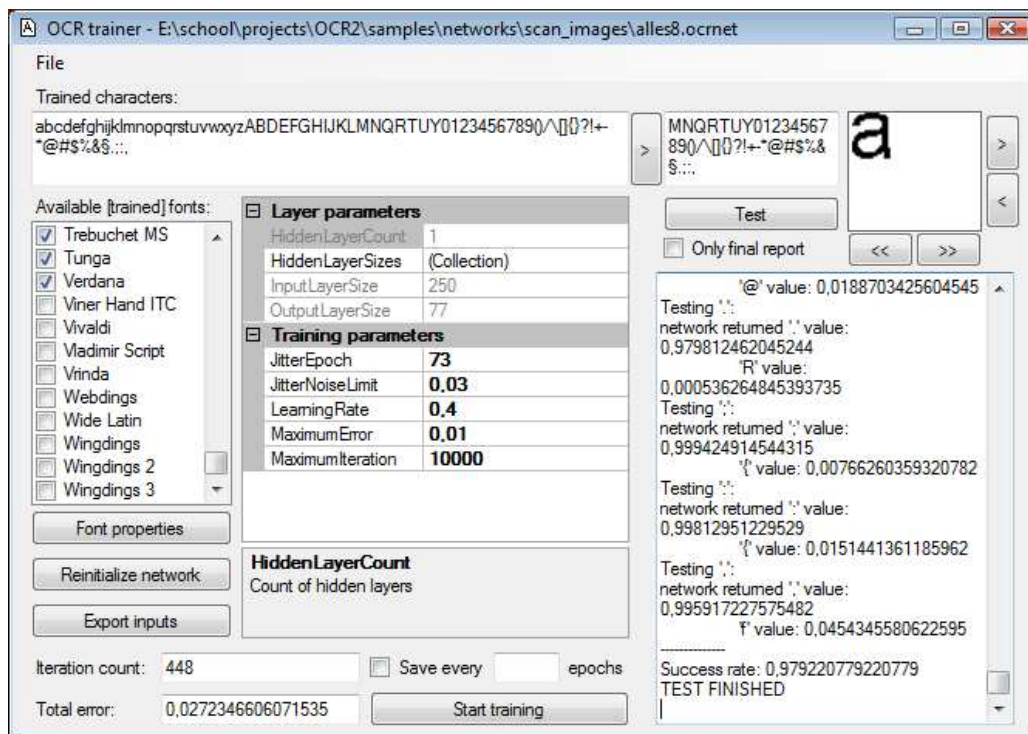 OCR trainer - E:\school\projects\OCR2\samples\networks\scan_images\alles8.ocrnet
File
Trained characters:
abcdefghijklmnopqrstuvwxyzABDEFGHIJKLMNQRTUY0123456789()/\[]{}?!+-
*@#$%&§.:;,
>
MNQRTUY01234567
89()/\[]{}?!+-*@#$%&
§.:;,
a
>
<
Available [trained] fonts:
Trebuchet MS
Tunga
Verdana
Viner Hand ITC
Vivaldi
Vladimir Script
Vrinda
Webdings
Wide Latin
Wingdings
Wingdings 2
Wingdings 3
Font properties
Reinitialize network
Export inputs
Layer parameters
HiddenLayerCount 1
HiddenLayerSizes (Collection)
InputLayerSize 250
OutputLayerSize 77
Training parameters
JitterEpoch 73
JitterNoiseLimit 0,03
LearningRate 0,4
MaximumError 0,01
MaximumIteration 10000
HiddenLayerCount
Count of hidden layers
Test
Only final report
<< >>
'@' value: 0,0188703425604545
Testing '.':
network returned '.' value:
0,979812462045244
'R' value:
0,000536264845393735
Testing ';':
network returned ';' value:
0,999424914544315
'{' value: 0,00766260359320782
Testing ':':
network returned ':' value:
0,99812951229529
'{' value: 0,0151441361185962
Testing ',':
network returned ',' value:
0,995917227575482
'f' value: 0,0454345580622595
--------------
Success rate: 0,979220779220779
TEST FINISHED
Iteration count: 448
Save every epochs
Total error: 0,0272346606071535
Start training